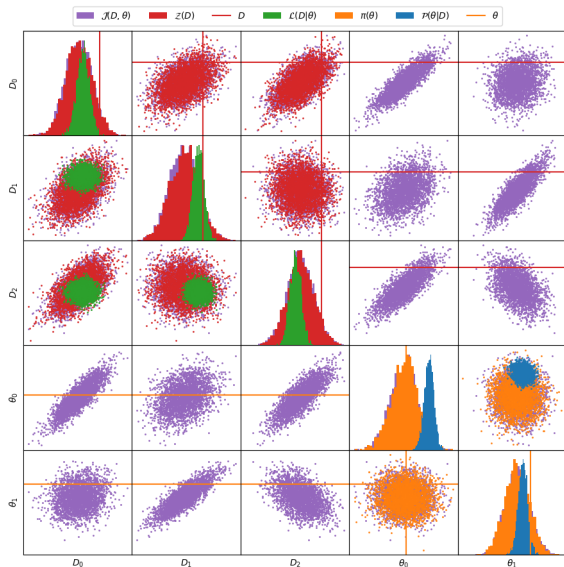 𝒥(D, θ) 𝒵(D) D ℒ(D|θ) π(θ) 𝒫(θ|D) θ
D₀
D₁
D₂
θ₀
θ₁
D₀ D₁ D₂ θ₀ θ₁